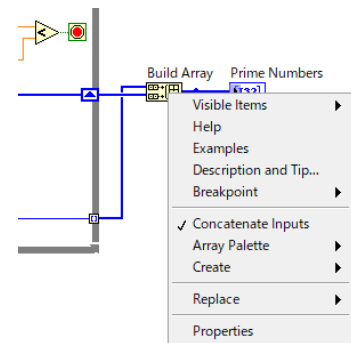 Build Array Prime Numbers
Visible Items
Help
Examples
Description and Tip...
Breakpoint
Concatenate Inputs
Array Palette
Create
Replace
Properties